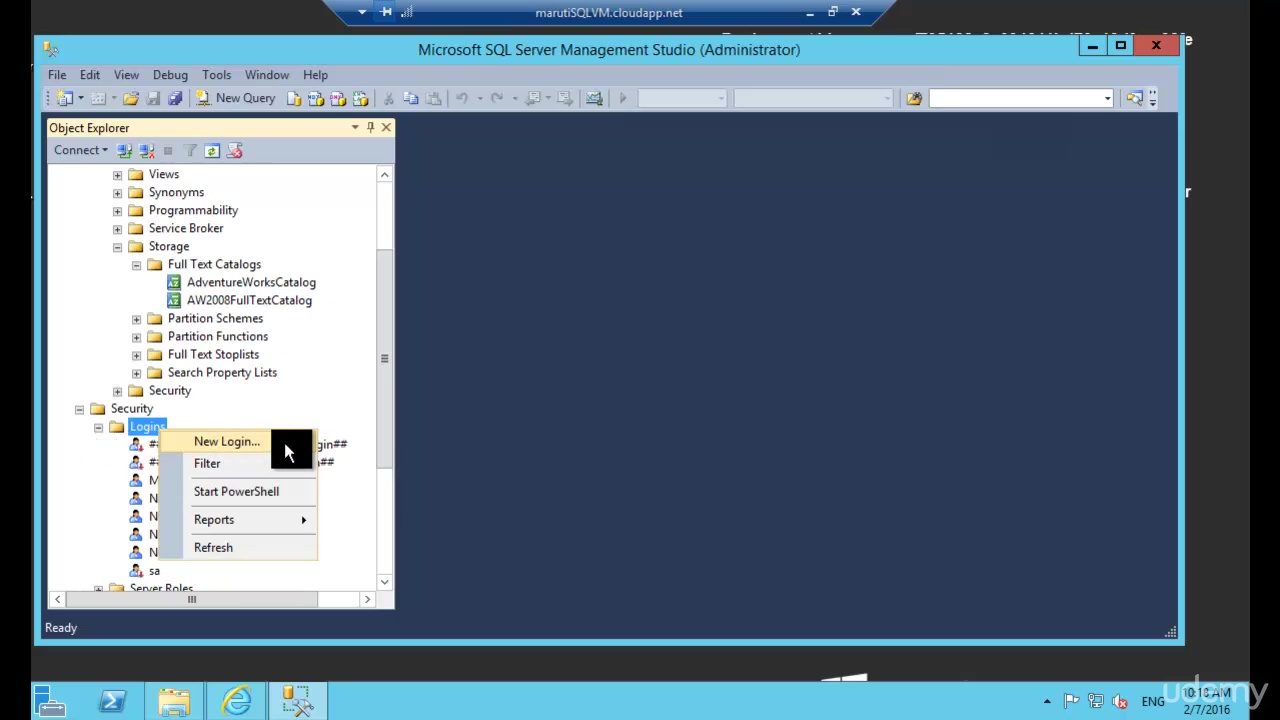 marutiSQLVM.cloudapp.net
Microsoft SQL Server Management Studio (Administrator)
File Edit View Debug Tools Window Help
New Query
Object Explorer
Connect
Views
Synonyms
Programmability
Service Broker
Storage
Full Text Catalogs
AdventureWorksCatalog
AW2008FullTextCatalog
Partition Schemes
Partition Functions
Full Text Stoplists
Search Property Lists
Security
Security
Logins
New Login...
gin##
Filter
##
M
Start PowerShell
N
Reports
N
N
Refresh
N
sa
Server Roles
Ready
ENG
10:18 AM
2/7/2016
udemy